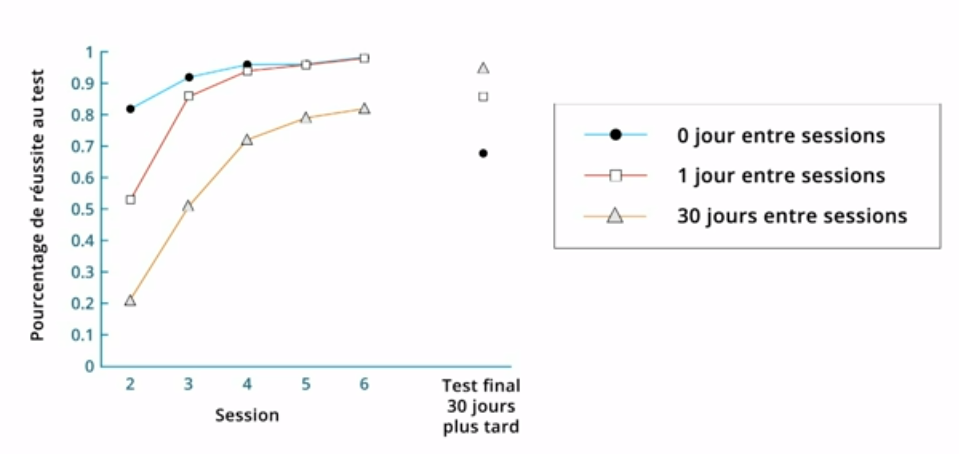 Pourcentage de réussite au test
1
0.9
0.8
0.7
0.6
0.5
0.4
0.3
0.2
0.1
0
2 3 4 5 6
Session
Test final
30 jours
plus tard
0 jour entre sessions
1 jour entre sessions
30 jours entre sessions